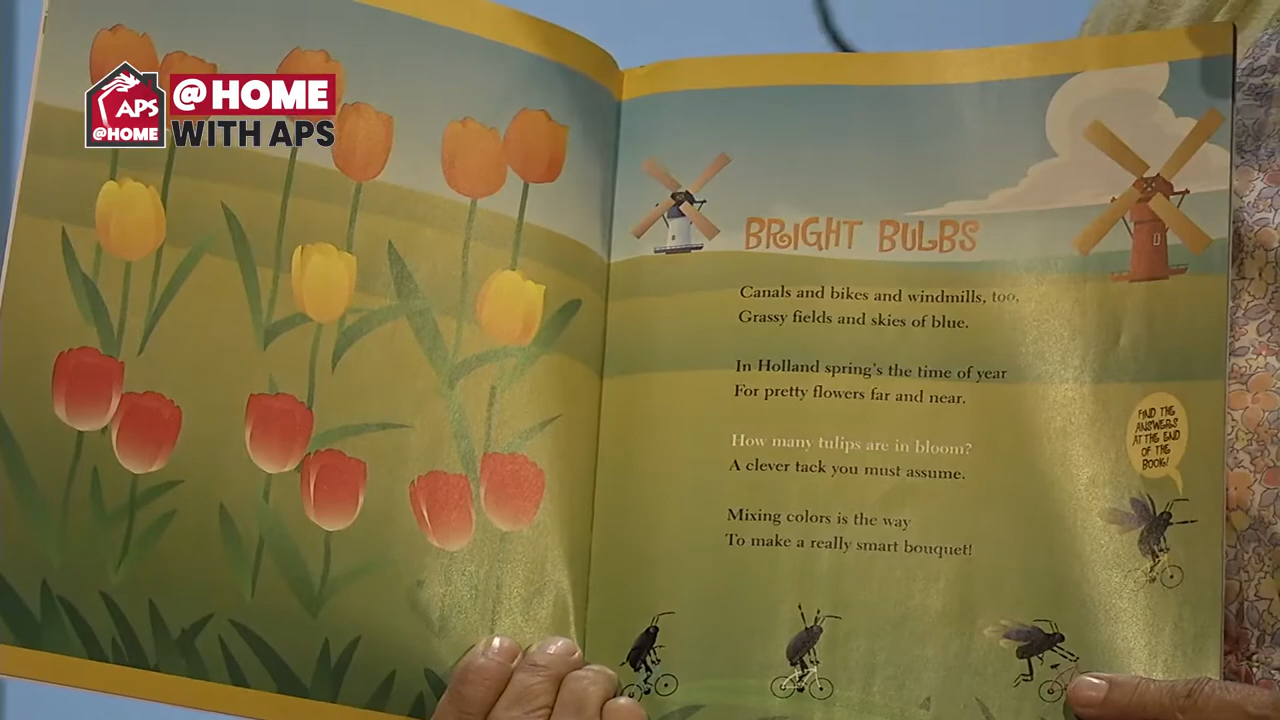 APS
@HOME
@HOME
WITH APS
BRIGHT BULBS
Canals and bikes and windmills, too,
Grassy fields and skies of blue.
In Holland spring's the time of year
For pretty flowers far and near.
How many tulips are in bloom?
A clever tack you must assume.
Mixing colors is the way
To make a really smart bouquet!
FIND THE
ANSWERS
AT THE END
OF THE
BOOK!